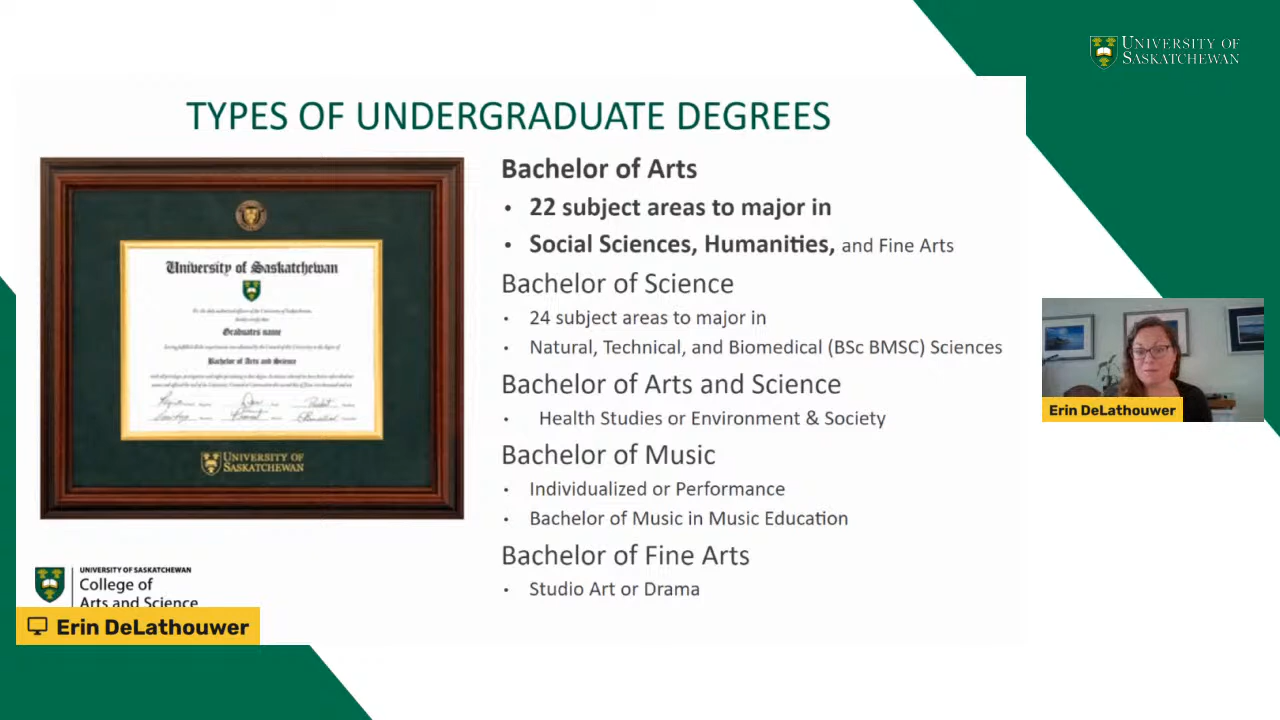 UNIVERSITY OF
SASKATCHEWAN
TYPES OF UNDERGRADUATE DEGREES
University of Saskatchewan
Graduates name
Bachelor of Arts and Science
UNIVERSITY OF
SASKATCHEWAN
Bachelor of Arts
• 22 subject areas to major in
• Social Sciences, Humanities, and Fine Arts
Bachelor of Science
• 24 subject areas to major in
• Natural, Technical, and Biomedical (BSc BMSC) Sciences
Bachelor of Arts and Science
• Health Studies or Environment & Society
Bachelor of Music
• Individualized or Performance
• Bachelor of Music in Music Education
Bachelor of Fine Arts
• Studio Art or Drama
UNIVERSITY OF SASKATCHEWAN
College of
Arts and Science
Erin DeLathouwer
Erin DeLathouwer